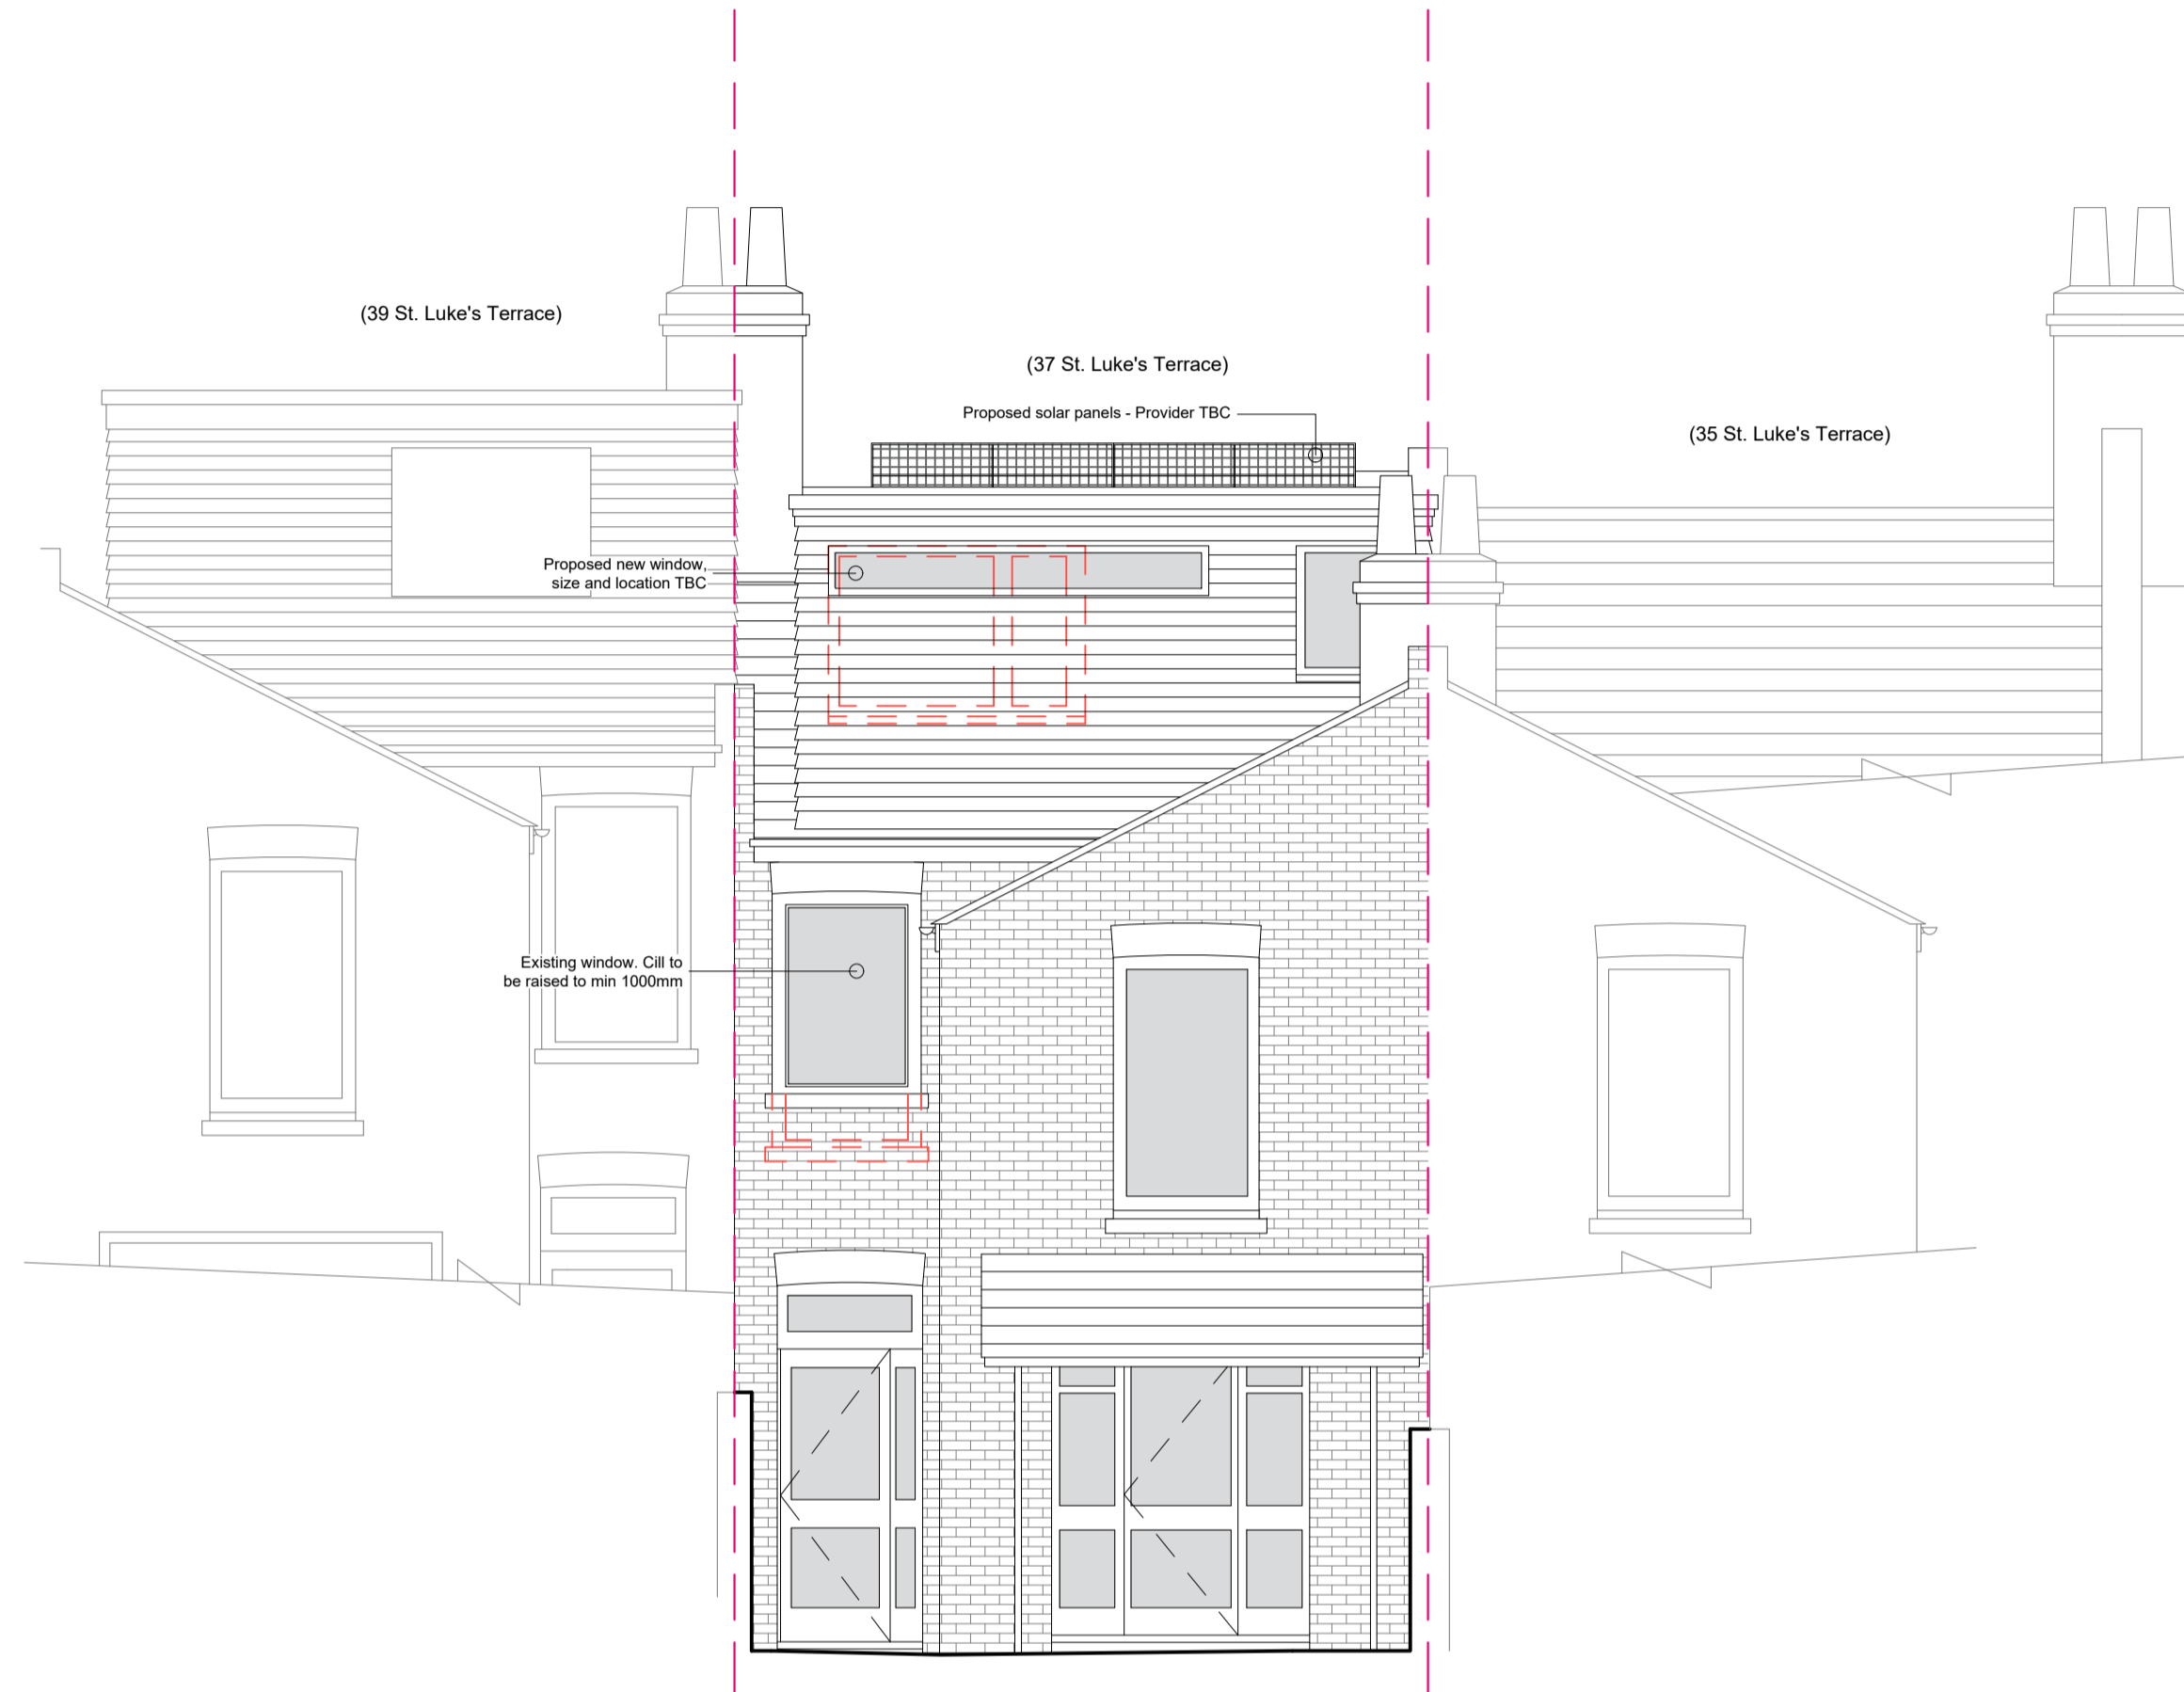 (39 St. Luke's Terrace)
(37 St. Luke's Terrace)
Proposed solar panels - Provider TBC
(35 St. Luke's Terrace)
Proposed new window,
size and location TBC
Existing window. Cill to
be raised to min 1000mm